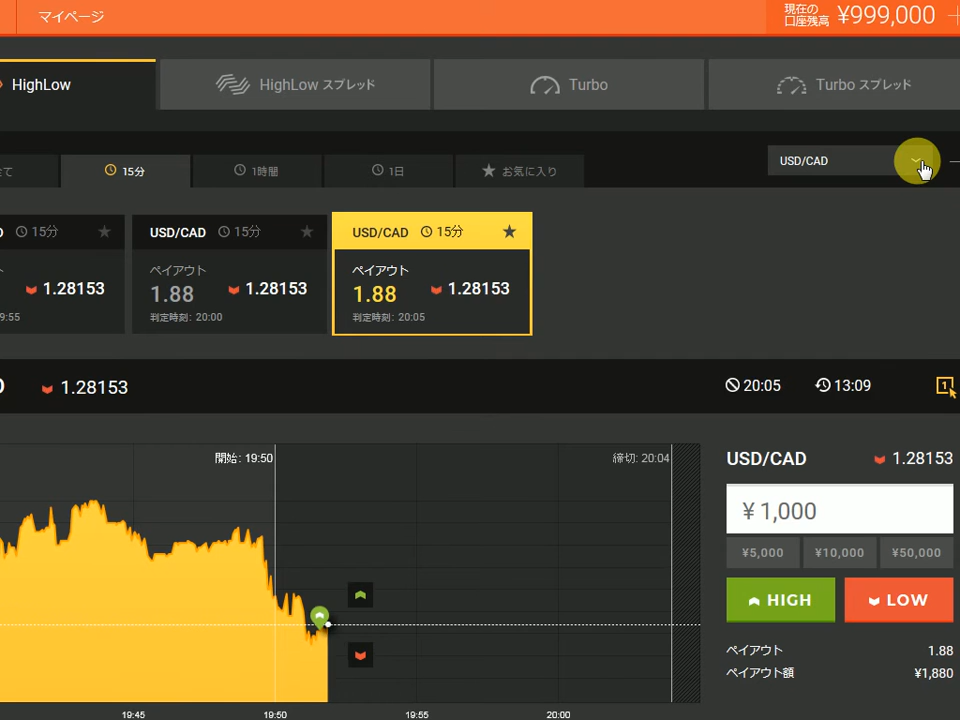 マイページ
現在の
口座残高 ¥999,000
HighLow
HighLow スプレッド
Turbo
Turbo スプレッド
15分
1時間
1日
お気に入り
USD/CAD
15分
USD/CAD 15分
USD/CAD 15分
ペイアウト
ペイアウト
1.28153
1.88 1.28153
1.88 1.28153
9:55
判定時刻: 20:00
判定時刻: 20:05
1.28153
20:05
13:09
1
開始: 19:50
締切: 20:04
USD/CAD 1.28153
¥ 1,000
¥5,000 ¥10,000 ¥50,000
HIGH LOW
ペイアウト 1.88
ペイアウト額 ¥1,880
19:45 19:50 19:55 20:00